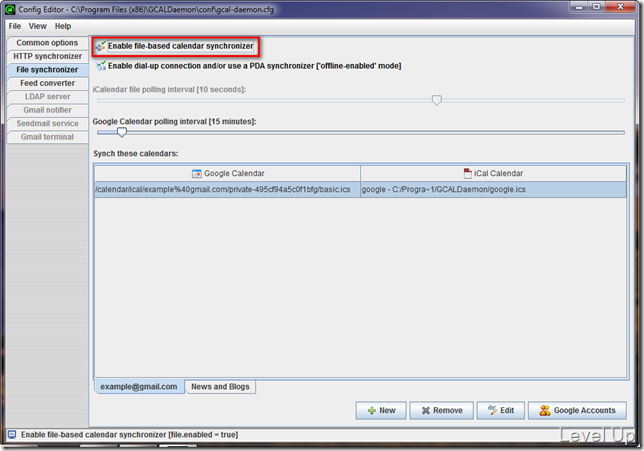 Config Editor - C:\Program Files (x86)\GCALDaemon\conf\gcal-daemon.cfg
File View Help
Common options
HTTP synchronizer
File synchronizer
Feed converter
LDAP server
Gmail notifier
Sendmail service
Gmail terminal
Enable file-based calendar synchronizer
Enable dial-up connection and/or use a PDA synchronizer ['offline-enabled' mode]
iCalendar file polling interval [10 seconds]:
Google Calendar polling interval [15 minutes]:
Synch these calendars:
Google Calendar iCal Calendar
/calendar/ical/example%40gmail.com/private-495cf94a5c0f1bfg/basic.ics google - C:/Progra~1/GCALDaemon/google.ics
example@gmail.com News and Blogs
New Remove Edit Google Accounts
Level Up
Enable file-based calendar synchronizer [file.enabled = true]